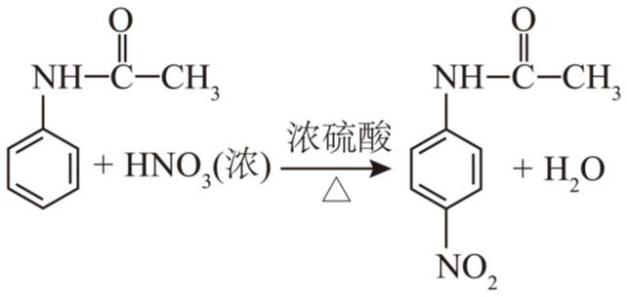 O O
NH—C—CH₃ NH—C—CH₃
+ HNO₃(浓) 浓硫酸 △ + H₂O
NO₂